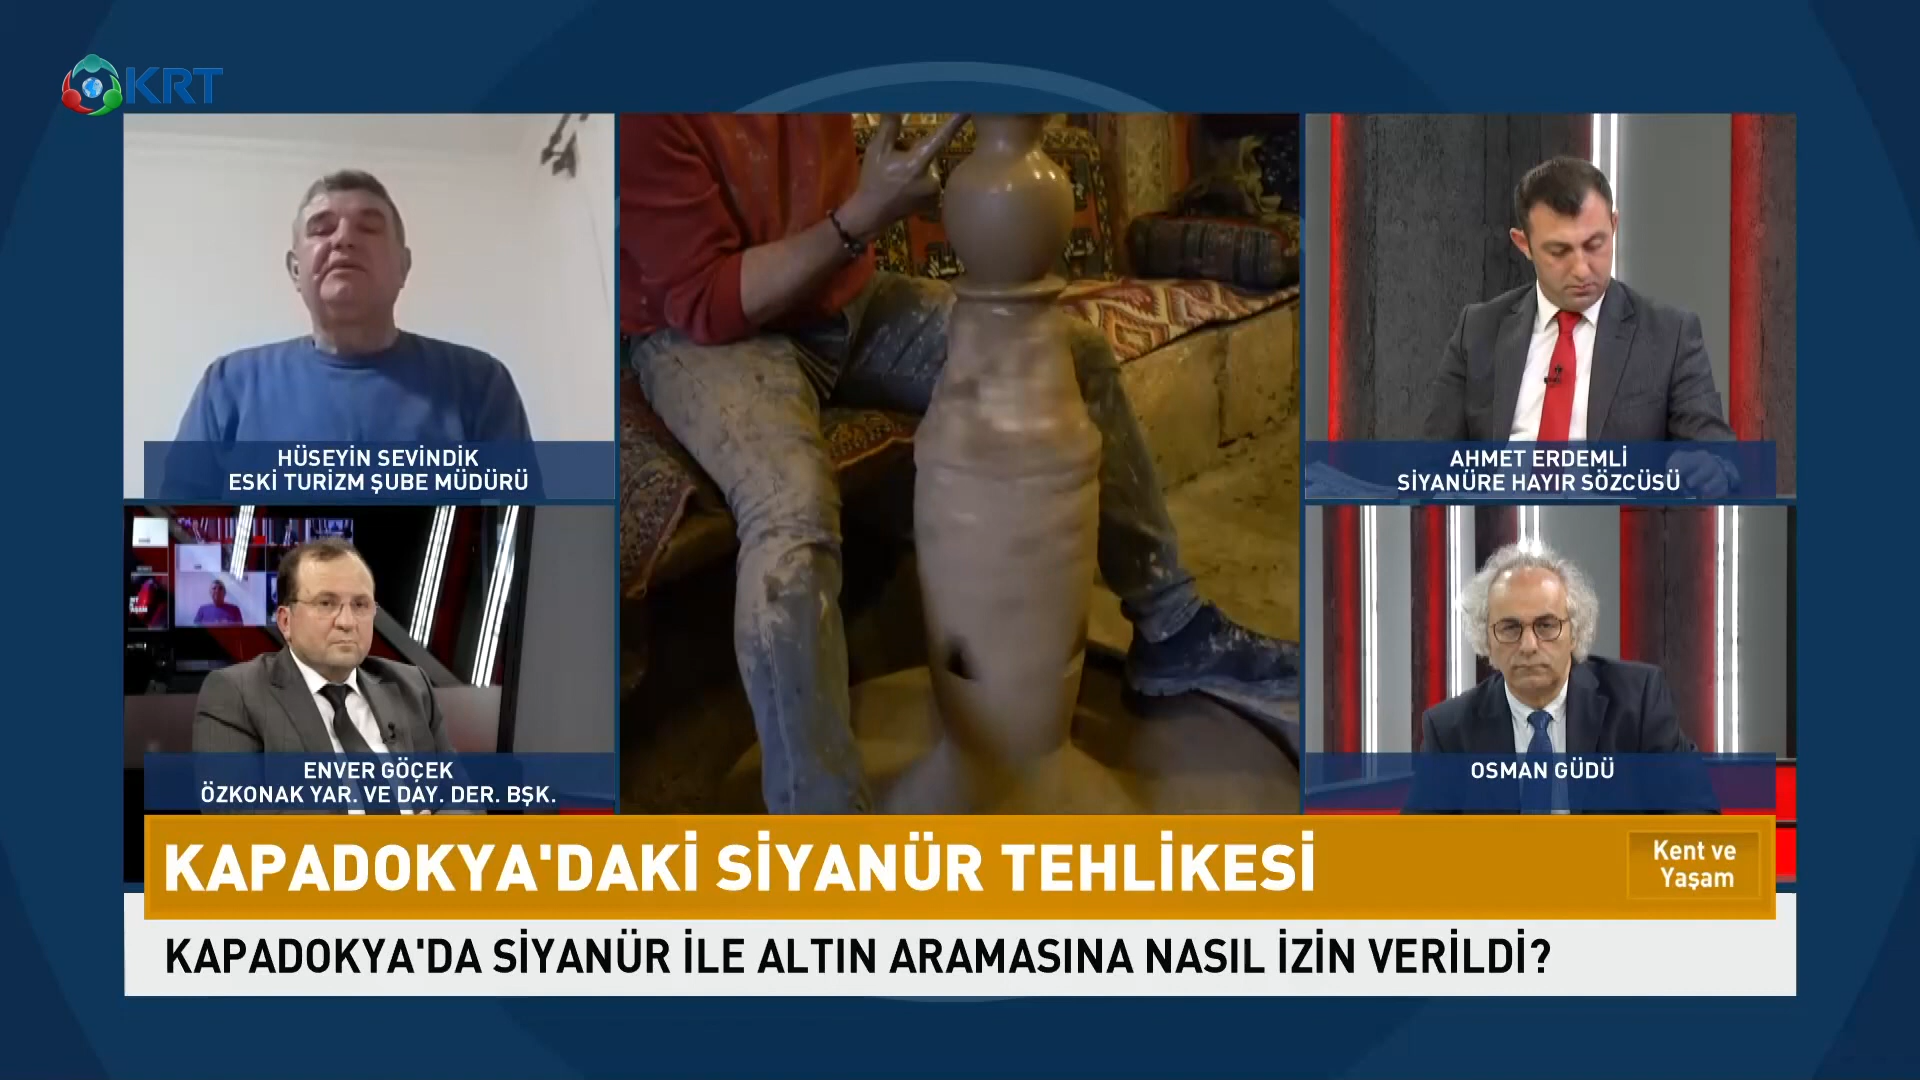 KRT
HÜSEYİN SEVİNDİK
ESKİ TURİZM ŞUBE MÜDÜRÜ
AHMET ERDEMLİ
SİYANÜRE HAYIR SÖZCÜSÜ
ENVER GÖÇEK
ÖZKONAK YAR. VE DAY. DER. BŞK.
OSMAN GÜDÜ
KAPADOKYA'DAKİ SİYANÜR TEHLİKESİ
Kent ve
Yaşam
KAPADOKYA'DA SİYANÜR İLE ALTIN ARAMASINA NASIL İZİN VERİLDİ?